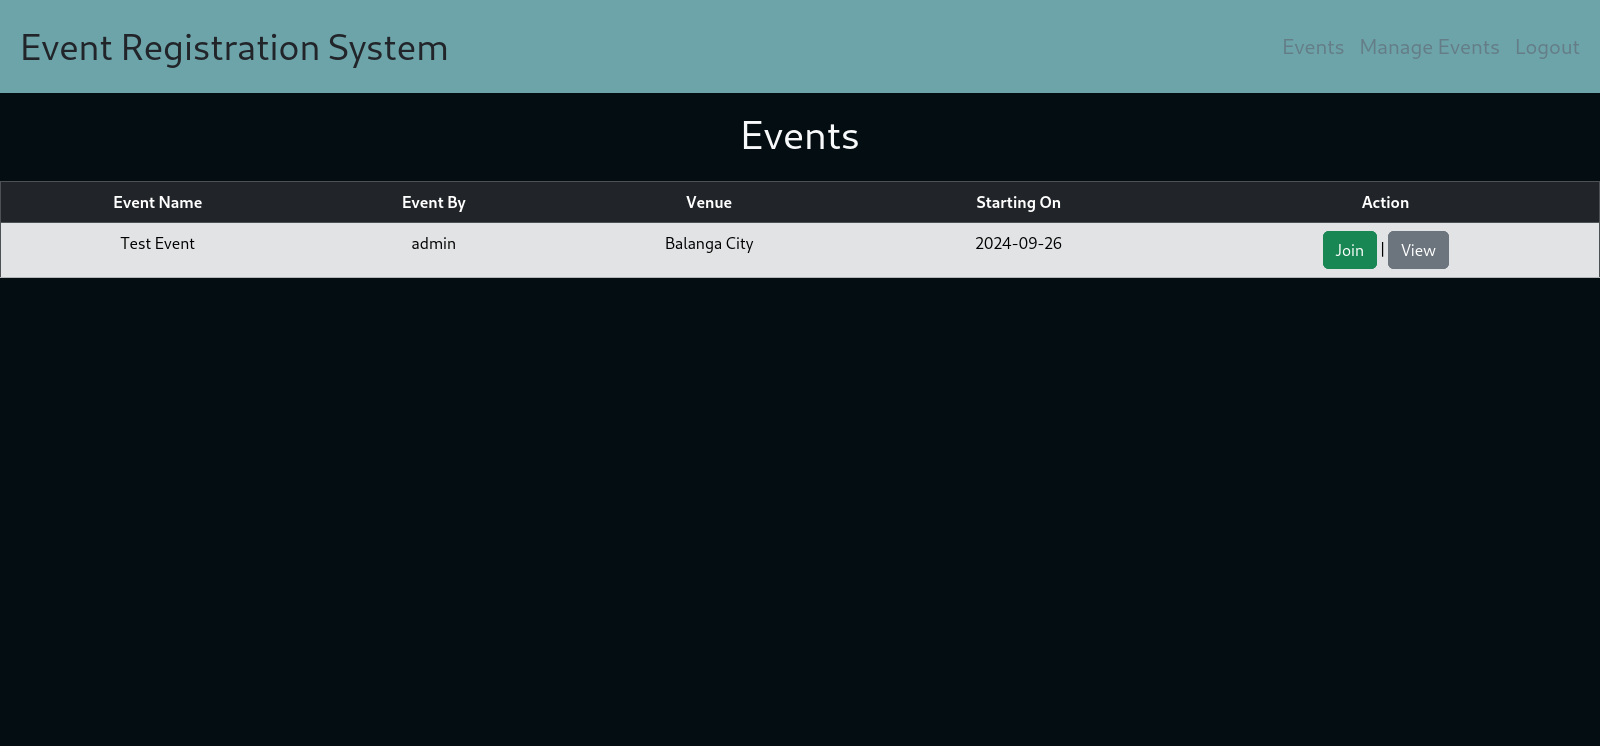 Event Registration System
Events Manage Events Logout
Events
Event Name Event By Venue Starting On Action
Test Event admin Balanga City 2024-09-26 Join | View